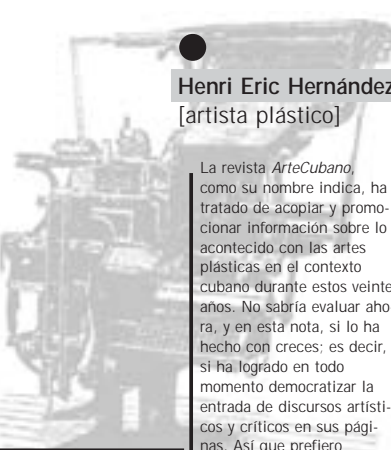 Henri Eric Hernández
[artista plástico]
La revista ArteCubano,
como su nombre indica, ha
tratado de acopiar y promo-
cionar información sobre lo
acontecido con las artes
plásticas en el contexto
cubano durante estos veinte
años. No sabría evaluar aho
ra, y en esta nota, si lo ha
hecho con creces; es decir,
si ha logrado en todo
momento democratizar la
entrada de discursos artísti-
cos y críticos en sus pági-
nas. Así que prefiero